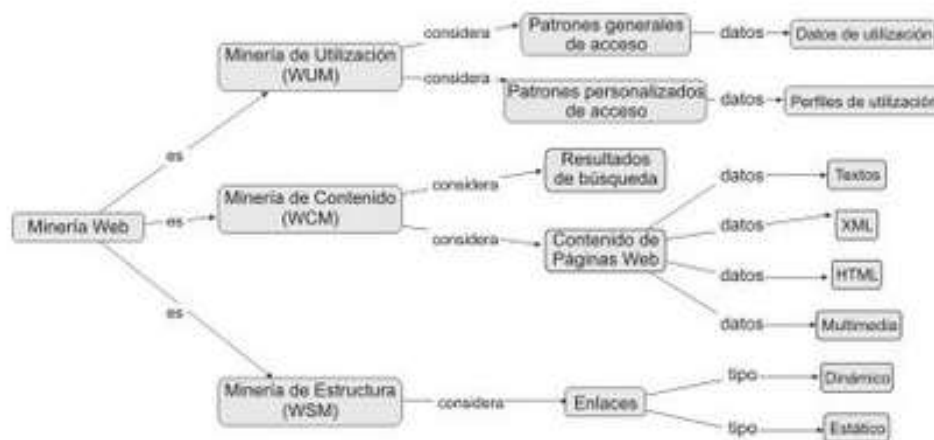 Minería Web
es
es
es
Minería de Utilización
(WUM)
considera
considera
Patrones generales
de acceso
datos
Datos de utilización
Patrones personalizados
de acceso
datos
Perfiles de utilización
Minería de Contenido
(WCM)
considera
considera
Resultados
de búsqueda
Contenido de
Páginas Web
datos
Textos
datos
XML
datos
HTML
datos
Multimedia
Minería de Estructura
(WSM)
considera
Enlaces
tipo
Dinámico
tipo
Estático